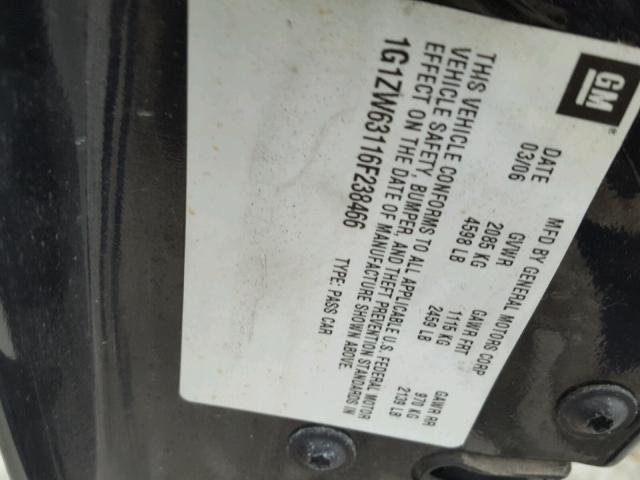 GM
MFD BY GENERAL MOTORS CORP
DATE GVWR GAWR FRT GAWR RR
03/06 2085 KG 1115 KG 970 KG
4598 LB 2459 LB 2139 LB
THIS VEHICLE CONFORMS TO ALL APPLICABLE U.S. FEDERAL MOTOR
VEHICLE SAFETY, BUMPER, AND THEFT PREVENTION STANDARDS IN
EFFECT ON THE DATE OF MANUFACTURE SHOWN ABOVE.
1G1ZW63116F238466 TYPE: PASS CAR